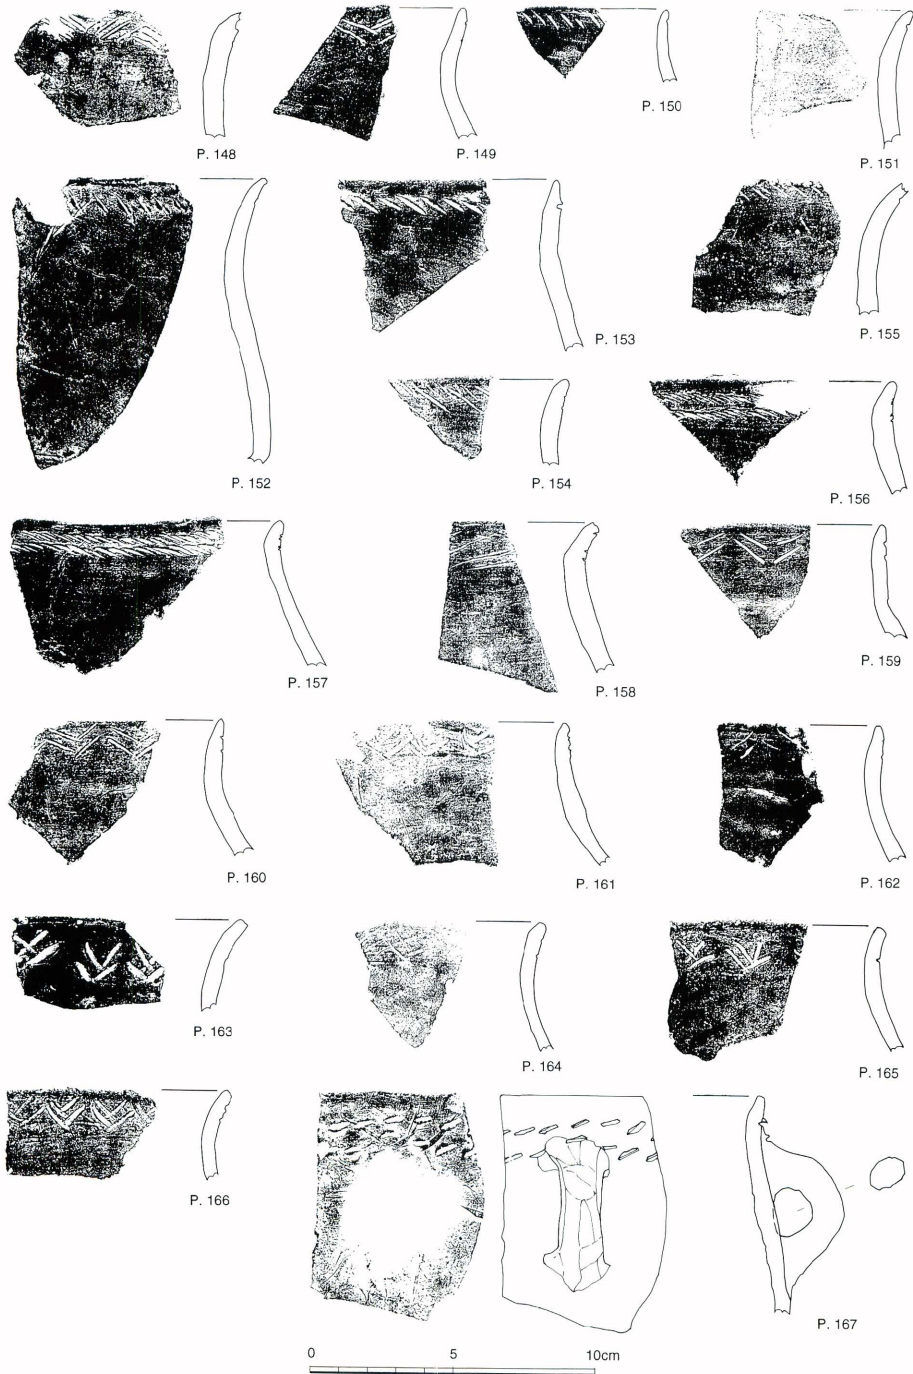 P. 148
P. 149
P. 150
P. 151
P. 152
P. 153
P. 155
P. 154
P. 156
P. 157
P. 158
P. 159
P. 160
P. 161
P. 162
P. 163
P. 164
P. 165
P. 166
P. 167
0 5 10cm